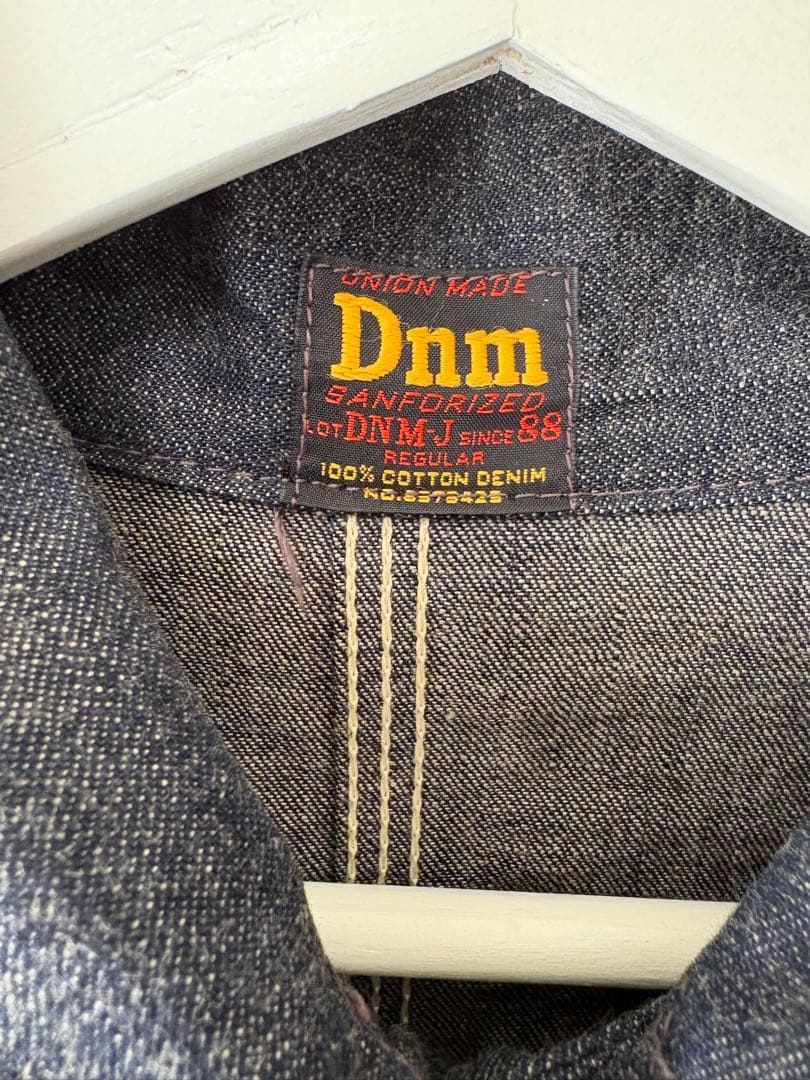 UNION MADE
Dnm
SANFORIZED
LOT DNM-J SINCE 88
REGULAR
100% COTTON DENIM